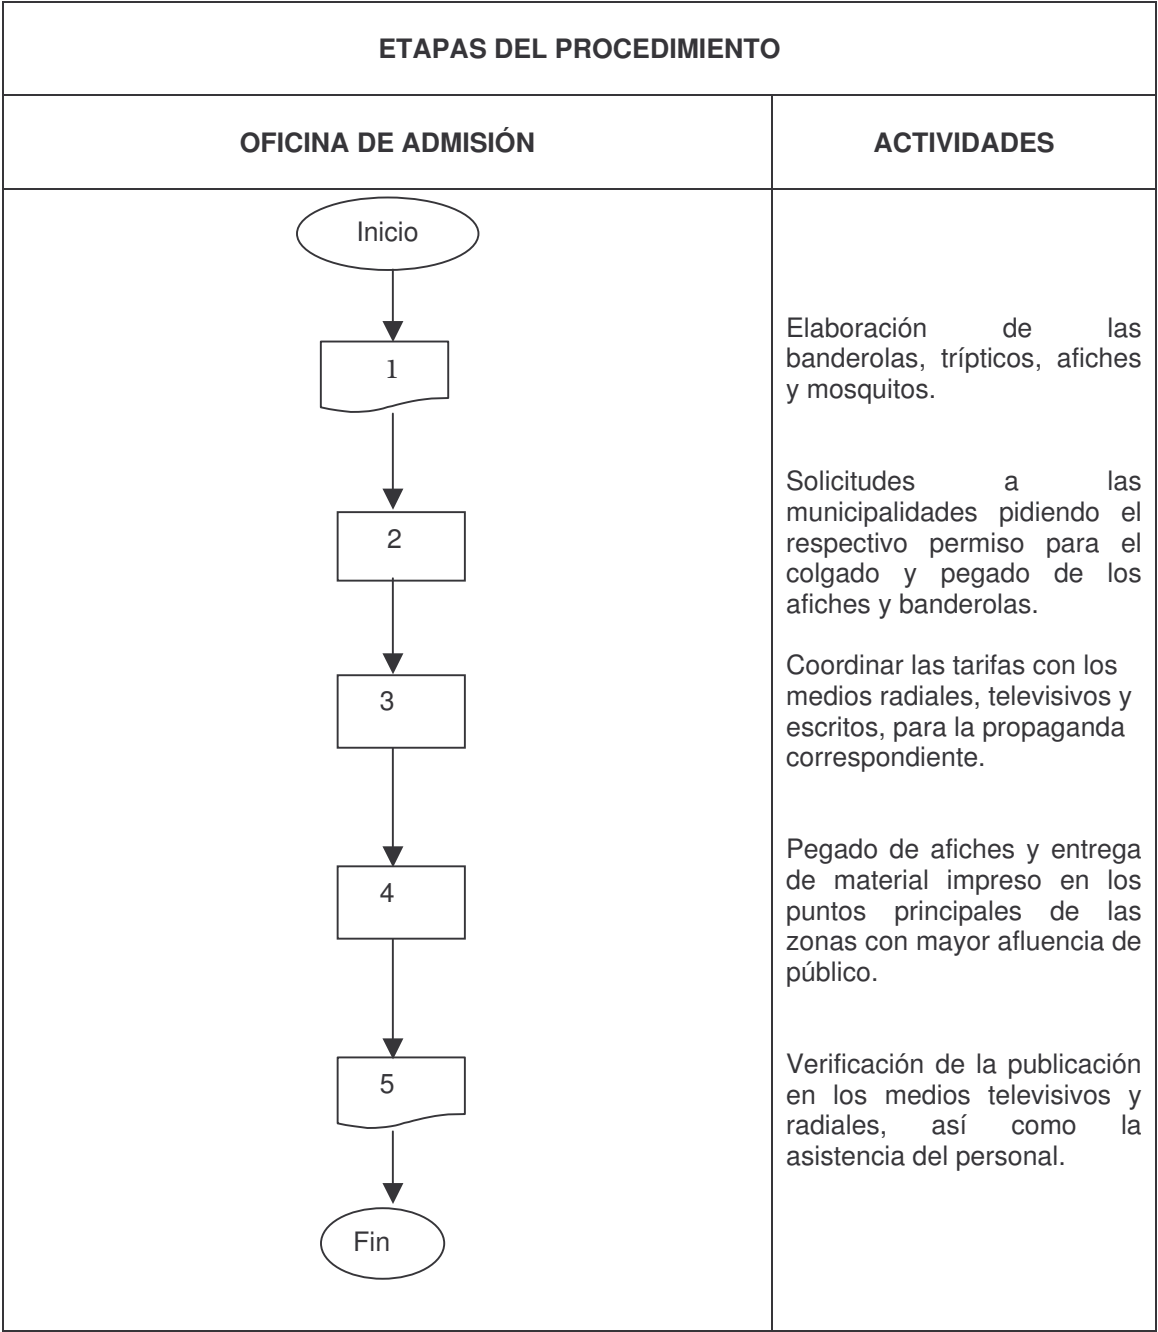 ETAPAS DEL PROCEDIMIENTO
OFICINA DE ADMISIÓN
ACTIVIDADES
Inicio
1
Elaboración de las
banderolas, trípticos, afiches
y mosquitos.
2
Solicitudes a las
municipalidades pidiendo el
respectivo permiso para el
colgado y pegado de los
afiches y banderolas.
3
Coordinar las tarifas con los
medios radiales, televisivos y
escritos, para la propaganda
correspondiente.
4
Pegado de afiches y entrega
de material impreso en los
puntos principales de las
zonas con mayor afluencia de
público.
5
Verificación de la publicación
en los medios televisivos y
radiales, así como la
asistencia del personal.
Fin